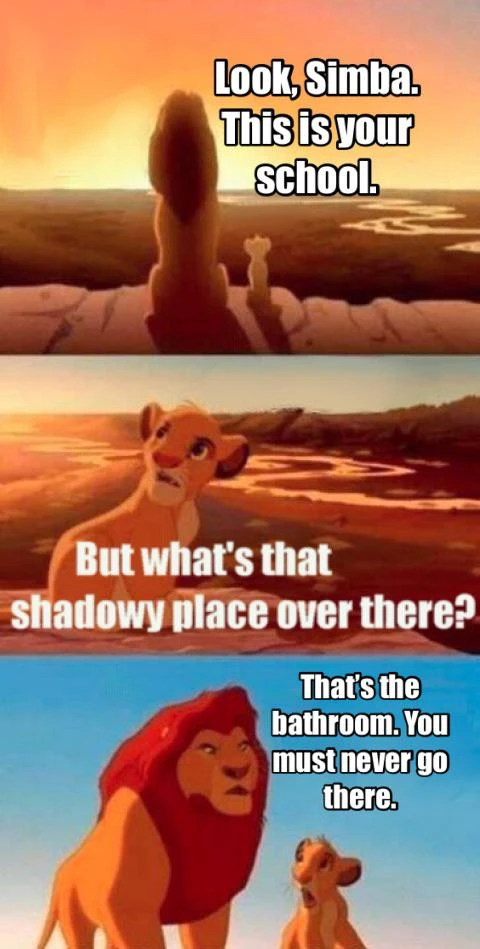 Look, Simba.
This is your
school.
But what's that
shadowy place over there?
That's the
bathroom. You
must never go
there.